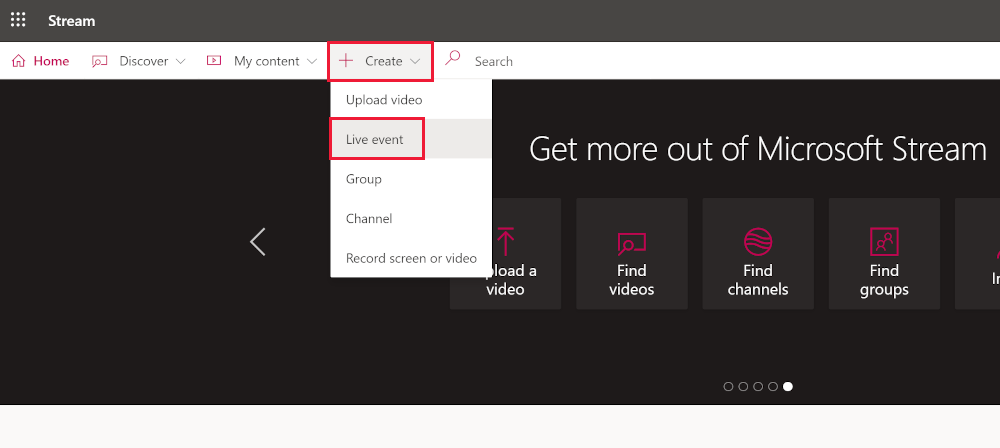 Stream
Home Discover My content Create Search
Upload video
Live event
Group
Channel
Record screen or video
Get more out of Microsoft Stream
pload a
video
Find
videos
Find
channels
Find
groups